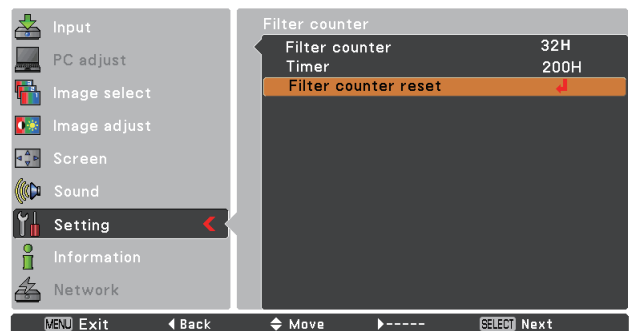 Input
PC adjust
Image select
Image adjust
Screen
Sound
Setting
Information
Network
Filter counter
Filter counter 32H
Timer 200H
Filter counter reset
MENU Exit Back Move ----- SELECT Next